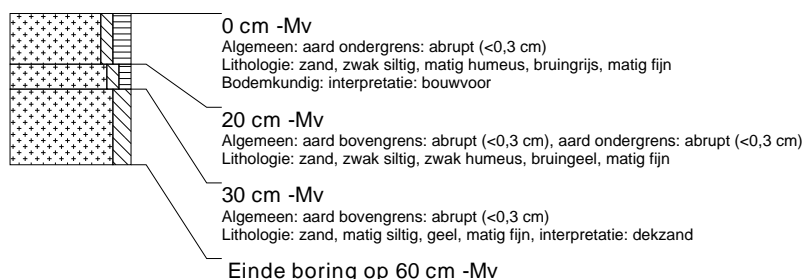 0 cm -Mv
Algemeen: aard ondergrens: abrupt (<0,3 cm)
Lithologie: zand, zwak siltig, matig humeus, bruingrijs, matig fijn
Bodemkundig: interpretatie: bouwvoor
20 cm -Mv
Algemeen: aard bovengrens: abrupt (<0,3 cm), aard ondergrens: abrupt (<0,3 cm)
Lithologie: zand, zwak siltig, zwak humeus, bruingeel, matig fijn
30 cm -Mv
Algemeen: aard bovengrens: abrupt (<0,3 cm)
Lithologie: zand, matig siltig, geel, matig fijn, interpretatie: dekzand
Einde boring op 60 cm -Mv